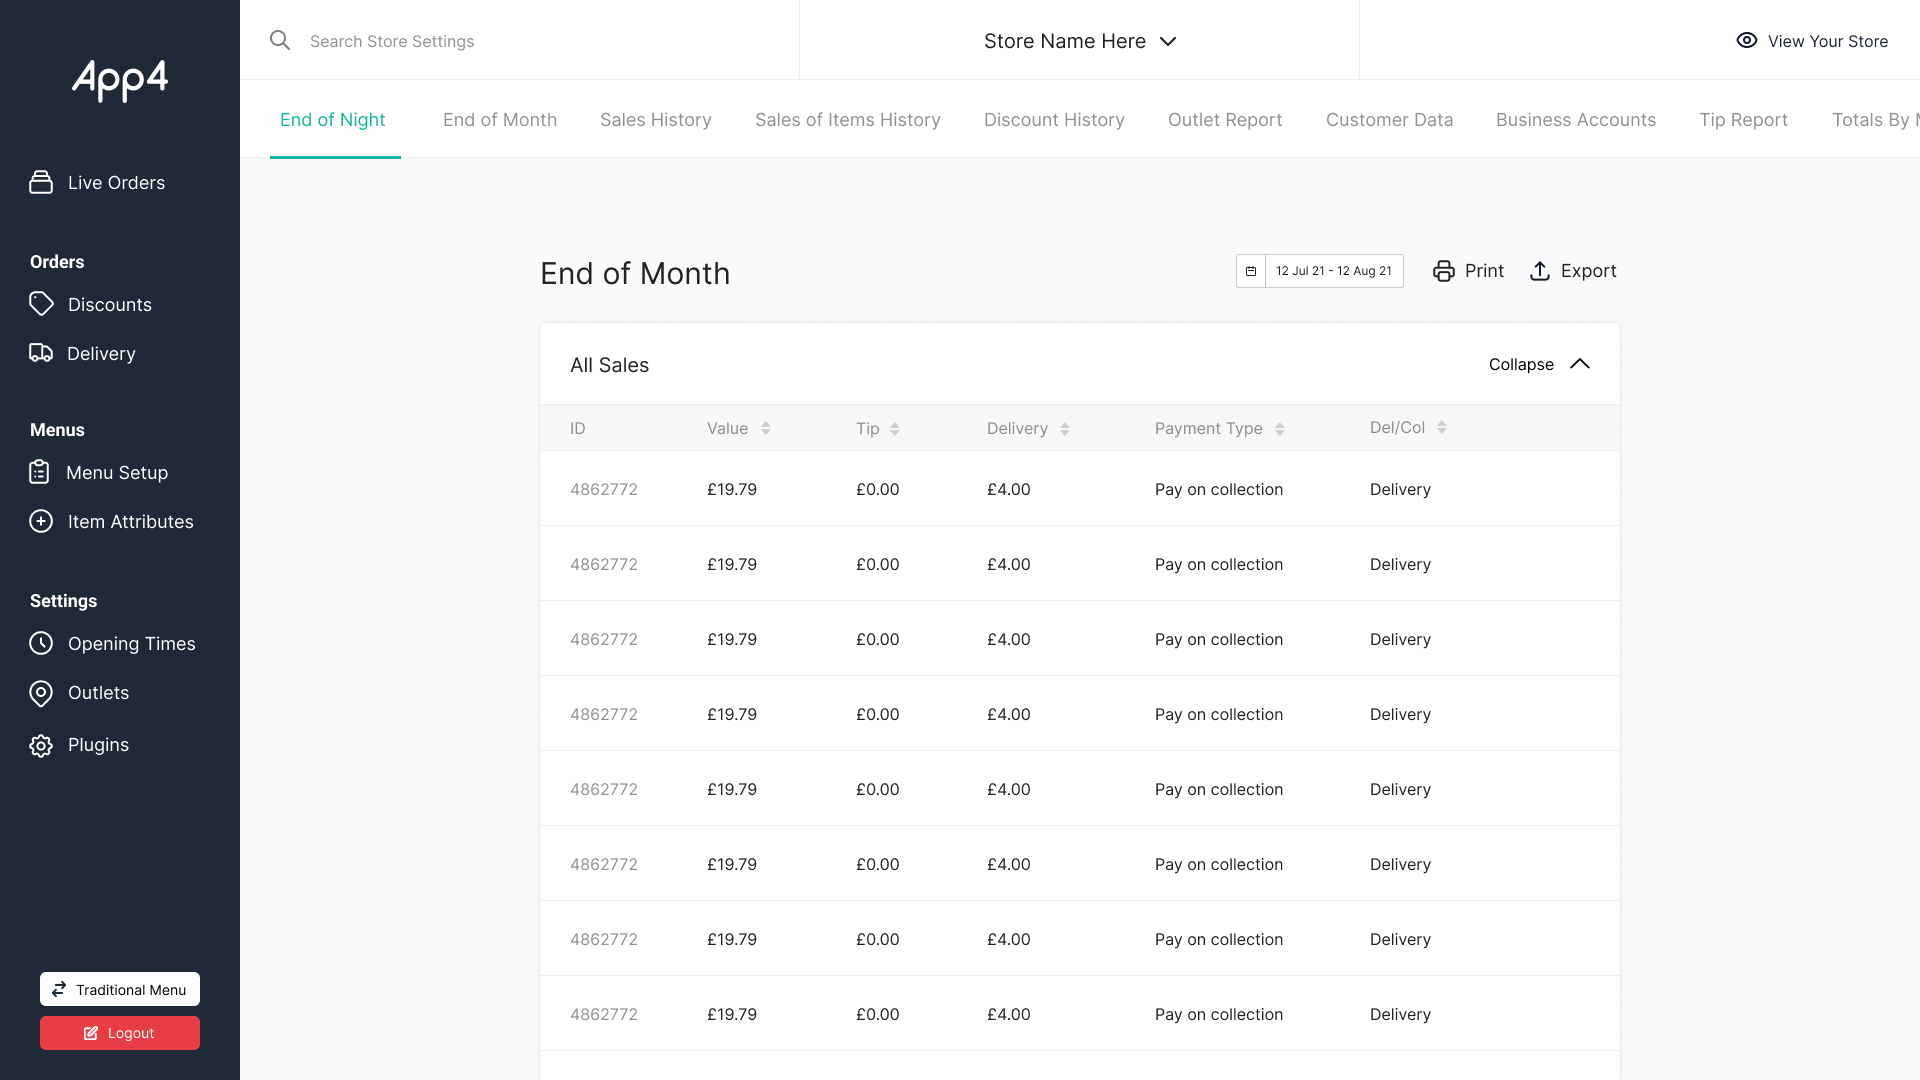 App4
Live Orders
Orders
Discounts
Delivery
Menus
Menu Setup
Item Attributes
Settings
Opening Times
Outlets
Plugins
Traditional Menu
Logout
Search Store Settings
Store Name Here
View Your Store
End of Night End of Month Sales History Sales of Items History Discount History Outlet Report Customer Data Business Accounts Tip Report Totals By
End of Month
12 Jul 21 - 12 Aug 21
Print
Export
All Sales
Collapse
ID Value Tip Delivery Payment Type Del/Col
4862772 £19.79 £0.00 £4.00 Pay on collection Delivery
4862772 £19.79 £0.00 £4.00 Pay on collection Delivery
4862772 £19.79 £0.00 £4.00 Pay on collection Delivery
4862772 £19.79 £0.00 £4.00 Pay on collection Delivery
4862772 £19.79 £0.00 £4.00 Pay on collection Delivery
4862772 £19.79 £0.00 £4.00 Pay on collection Delivery
4862772 £19.79 £0.00 £4.00 Pay on collection Delivery
4862772 £19.79 £0.00 £4.00 Pay on collection Delivery